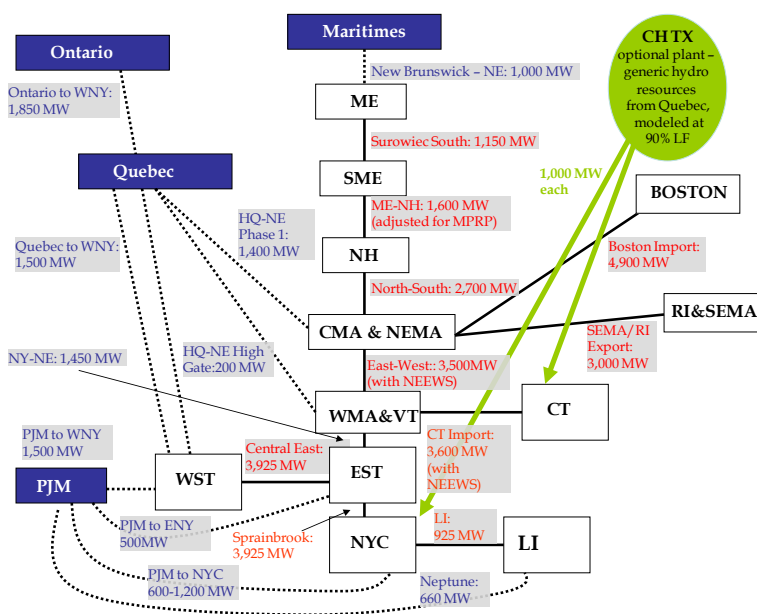 Maritimes
Ontario
CH TX
optional plant –
generic hydro
resources
from Quebec,
modeled at
90% LF
New Brunswick – NE: 1,000 MW
Ontario to WNY:
1,850 MW
ME
Surowiec South: 1,150 MW
Quebec
SME
1,000 MW
each
BOSTON
HQ-NE
Phase 1:
1,400 MW
ME-NH: 1,600 MW
(adjusted for MPRP)
Quebec to WNY:
1,500 MW
NH
Boston Import:
4,900 MW
North-South: 2,700 MW
RI&SEMA
CMA & NEMA
SEMA/RI
Export:
3,000 MW
NY-NE: 1,450 MW
HQ-NE High
Gate:200 MW
East-West:: 3,500MW
(with NEEWS)
WMA&VT
CT
PJM to WNY
1,500 MW
Central East:
3,925 MW
CT Import:
3,600 MW
(with
NEEWS)
PJM
WST
EST
PJM to ENY
500MW
Sprainbrook:
3,925 MW
LI:
925 MW
NYC
LI
PJM to NYC
600-1,200 MW
Neptune:
660 MW